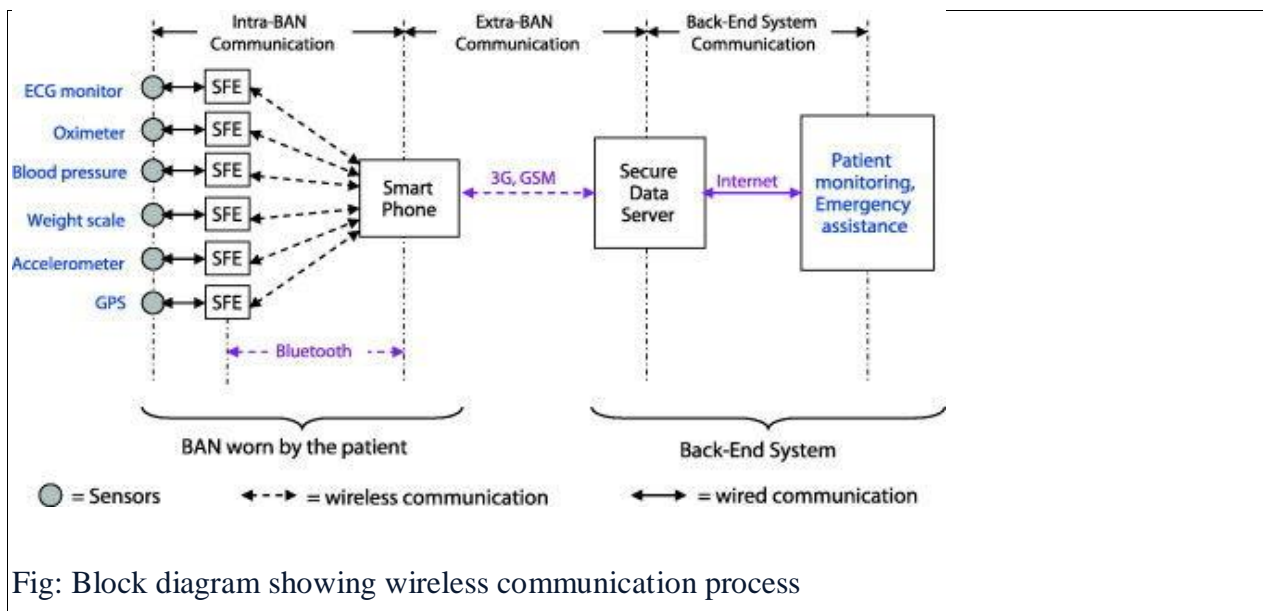 Intra-BAN
Communication
Extra-BAN
Communication
Back-End System
Communication
ECG monitor
SFE
Oximeter
SFE
Blood pressure
SFE
Weight scale
SFE
Accelerometer
SFE
GPS
SFE
Smart
Phone
3G, GSM
Secure
Data
Server
Internet
Patient
monitoring,
Emergency
assistance
Bluetooth
BAN worn by the patient
Back-End System
= Sensors
= wireless communication
= wired communication
Fig: Block diagram showing wireless communication process